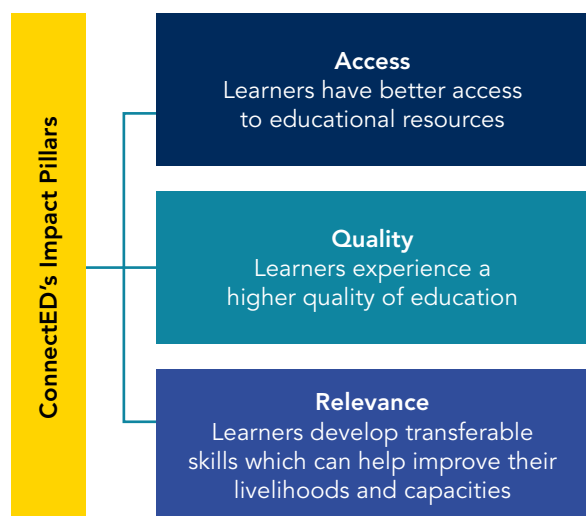 ConnectED's Impact Pillars
Access
Learners have better access
to educational resources
Quality
Learners experience a
higher quality of education
Relevance
Learners develop transferable
skills which can help improve their
livelihoods and capacities